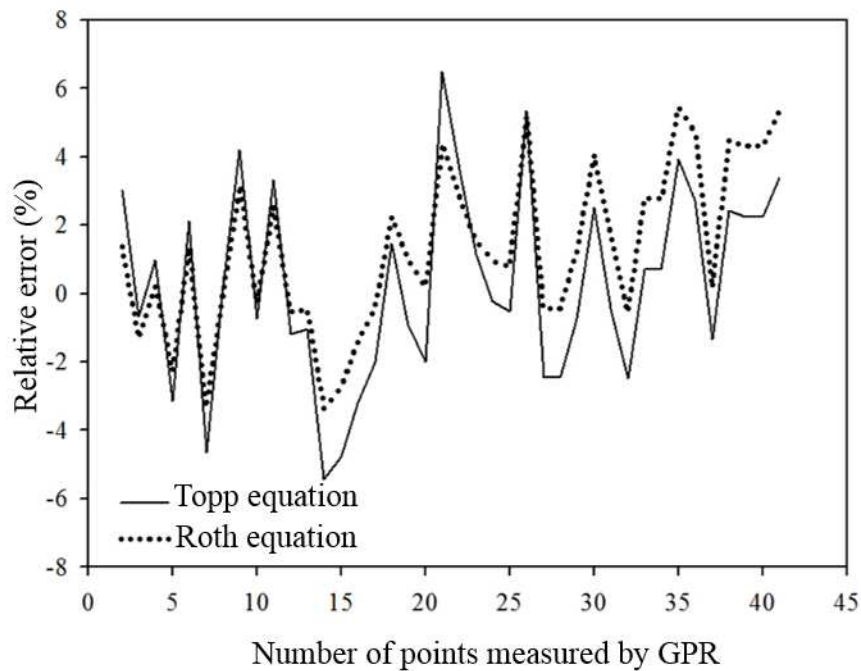 8
6
4
2
0
-2
-4
-6
-8
Relative error (%)
Topp equation
Roth equation
0 5 10 15 20 25 30 35 40 45
Number of points measured by GPR